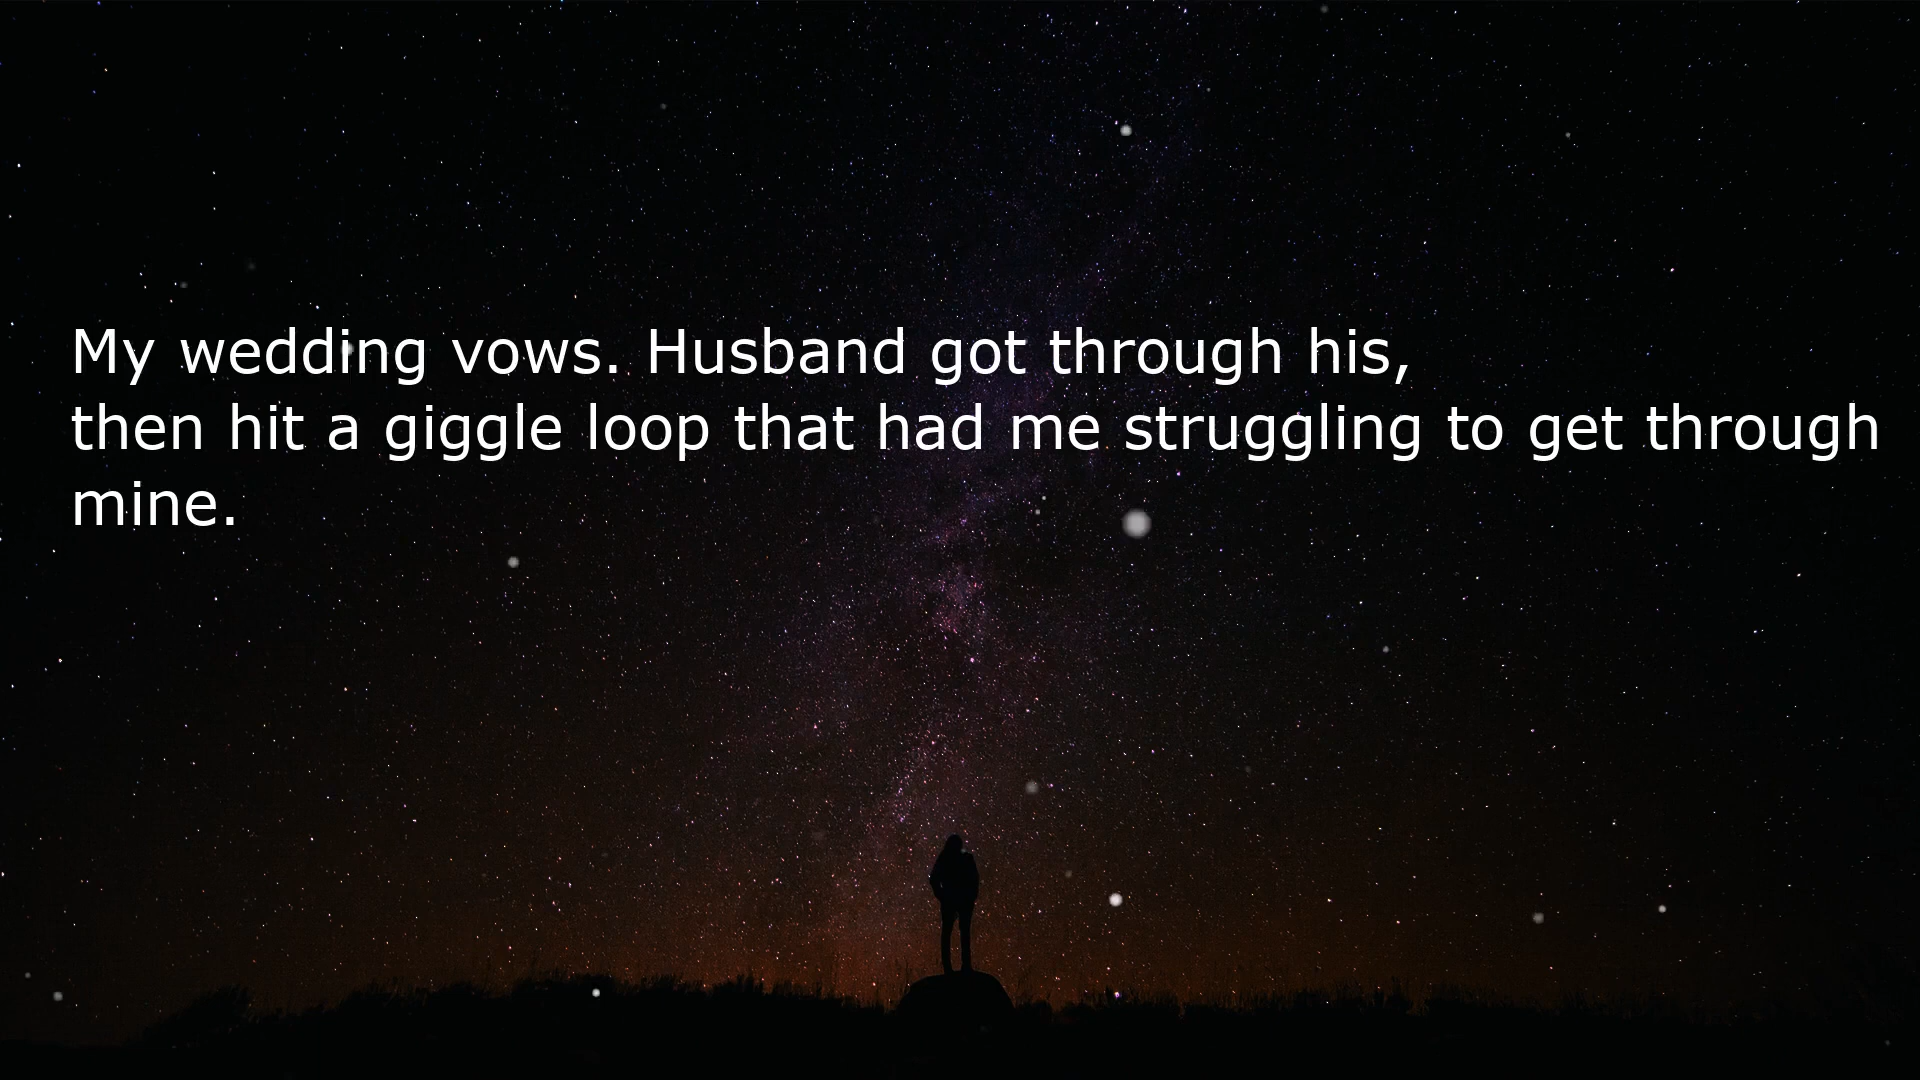 My wedding vows. Husband got through his,
then hit a giggle loop that had me struggling to get through
mine.